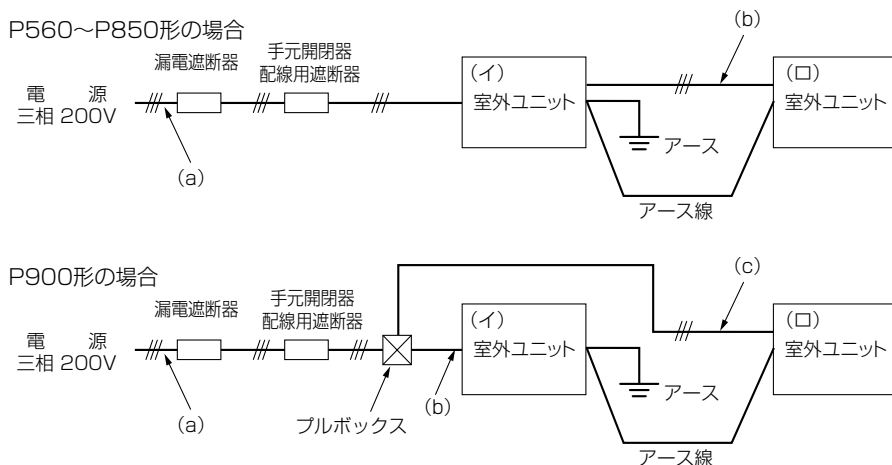 P560～P850形の場合
漏電遮断器
手元開閉器
配線用遮断器
電　源
三相 200V
(a)
(イ)
室外ユニット
(b)
(ロ)
室外ユニット
アース
アース線
P900形の場合
漏電遮断器
手元開閉器
配線用遮断器
電　源
三相 200V
(a)
プルボックス
(b)
(イ)
室外ユニット
(c)
(ロ)
室外ユニット
アース
アース線